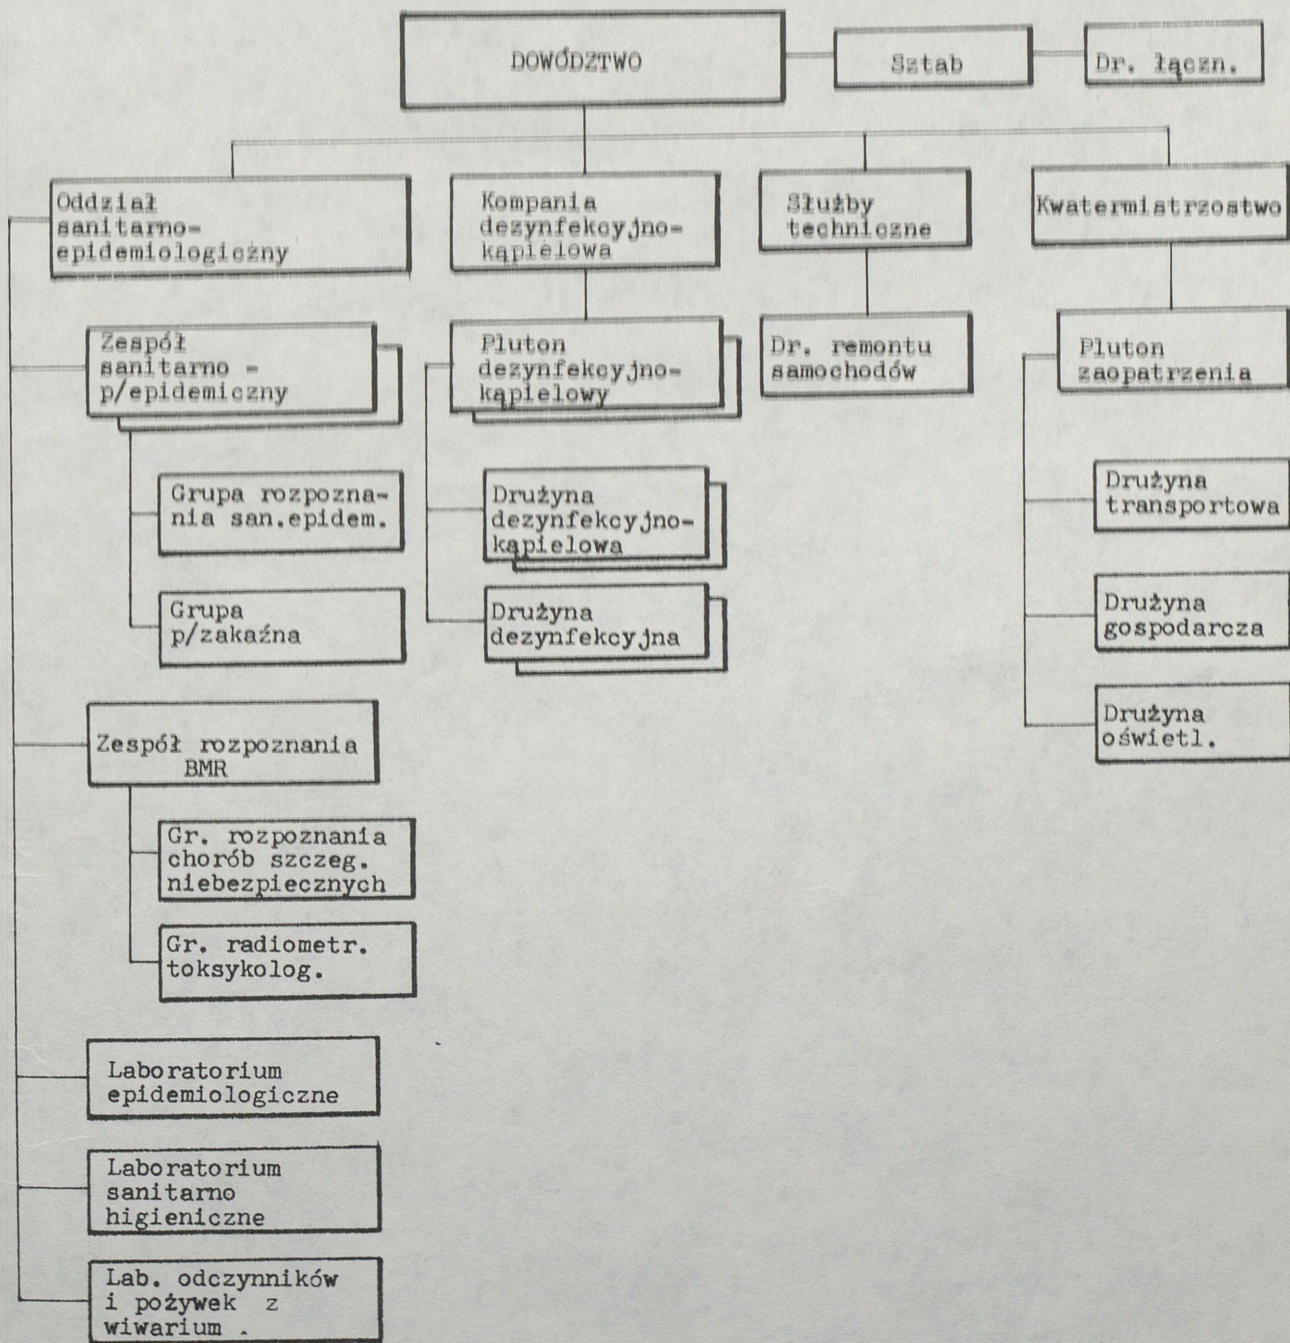 DOWÓDZTWO
Sztab
Dr. łączn.
Oddział
sanitarno-
epidemiologiczny
Kompania
dezynfekcyjno-
kąpielowa
Służby
techniczne
Kwatermistrzostwo
Zespół
sanitarno -
p/epidemiczny
Pluton
dezynfekcyjno-
kąpielowy
Dr. remontu
samochodów
Pluton
zaopatrzenia
Grupa rozpozna-
nia san.epidem.
Drużyna
dezynfekcyjno-
kąpielowa
Drużyna
transportowa
Grupa
p/zakaźna
Drużyna
dezynfekcyjna
Drużyna
gospodarcza
Zespół rozpoznania
BMR
Drużyna
oświetl.
Gr. rozpoznania
chorób szczeg.
niebezpiecznych
Gr. radiometr.
toksykolog.
Laboratorium
epidemiologiczne
Laboratorium
sanitarno
higieniczne
Lab. odczynników
i pożywek z
wiwarium .